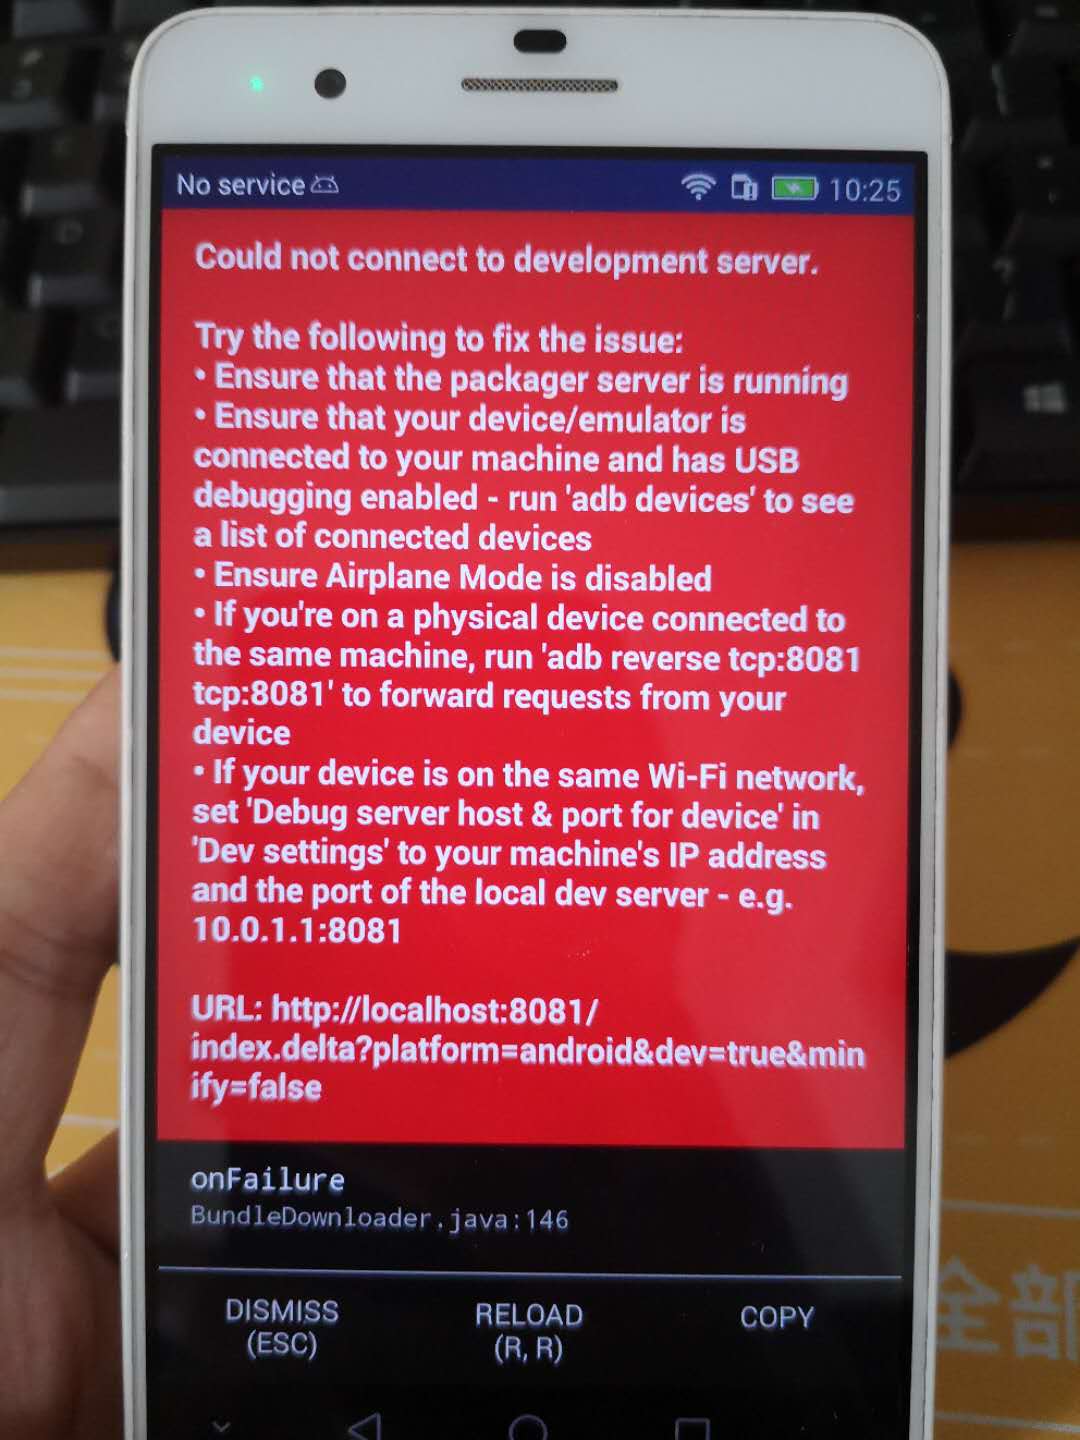 No service
10:25
Could not connect to development server.
Try the following to fix the issue:
• Ensure that the packager server is running
• Ensure that your device/emulator is
connected to your machine and has USB
debugging enabled - run 'adb devices' to see
a list of connected devices
• Ensure Airplane Mode is disabled
• If you're on a physical device connected to
the same machine, run 'adb reverse tcp:8081
tcp:8081' to forward requests from your
device
• If your device is on the same Wi-Fi network,
set 'Debug server host & port for device' in
'Dev settings' to your machine's IP address
and the port of the local dev server - e.g.
10.0.1.1:8081
URL: http://localhost:8081/
index.delta?platform=android&dev=true&min
ify=false
onFailure
BundleDownloader.java:146
DISMISS
(ESC)
RELOAD
(R, R)
COPY
全部